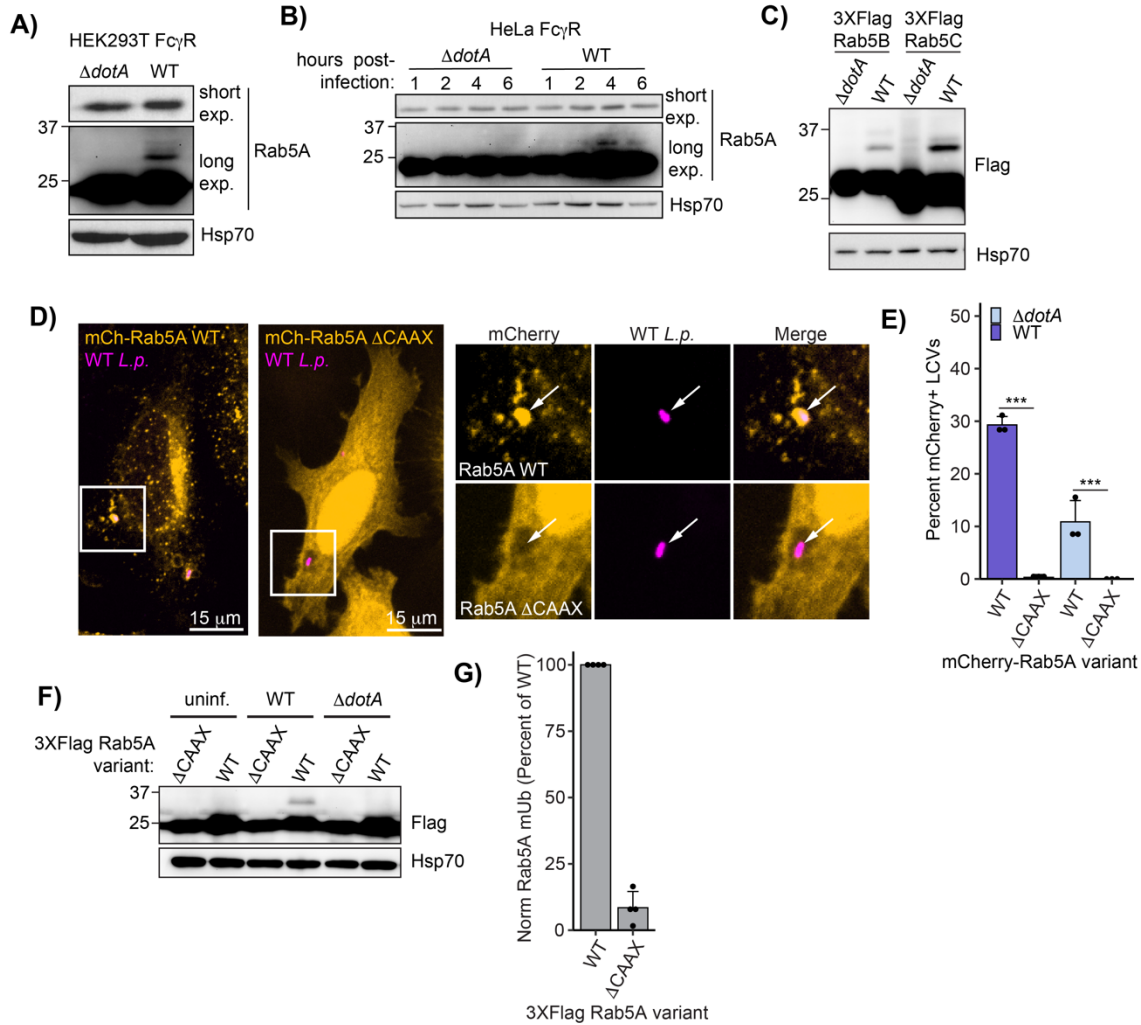 A)
HEK293T FcγR
ΔdotA WT
short
exp.
37
long
exp.
25
Rab5A
Hsp70
B)
HeLa FcγR
hours post-
infection:
ΔdotA WT
1 2 4 6 1 2 4 6
short
exp.
37
long
exp.
25
Rab5A
Hsp70
C)
3XFlag
Rab5B
3XFlag
Rab5C
ΔdotA WT ΔdotA WT
37
25
Flag
Hsp70
D)
mCh-Rab5A WT
WT L.p.
15 μm
mCh-Rab5A ΔCAAX
WT L.p.
15 μm
mCherry WT L.p. Merge
Rab5A WT
Rab5A ΔCAAX
E)
ΔdotA
WT
Percent mCherry+ LCVs
50
40
30
20
10
0
***
***
WT ΔCAAX WT ΔCAAX
mCherry-Rab5A variant
F)
uninf. WT ΔdotA
3XFlag Rab5A
variant:
ΔCAAX WT ΔCAAX WT ΔCAAX WT
37
25
Flag
Hsp70
G)
Norm Rab5A mUb (Percent of WT)
100
75
50
25
0
WT ΔCAAX
3XFlag Rab5A variant